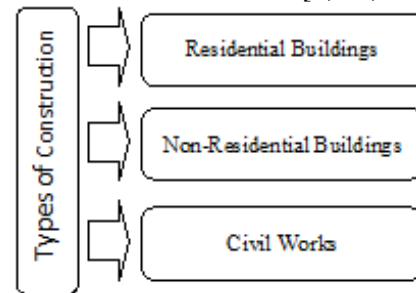 Types of Construction
Residential Buildings
Non-Residential Buildings
Civil Works